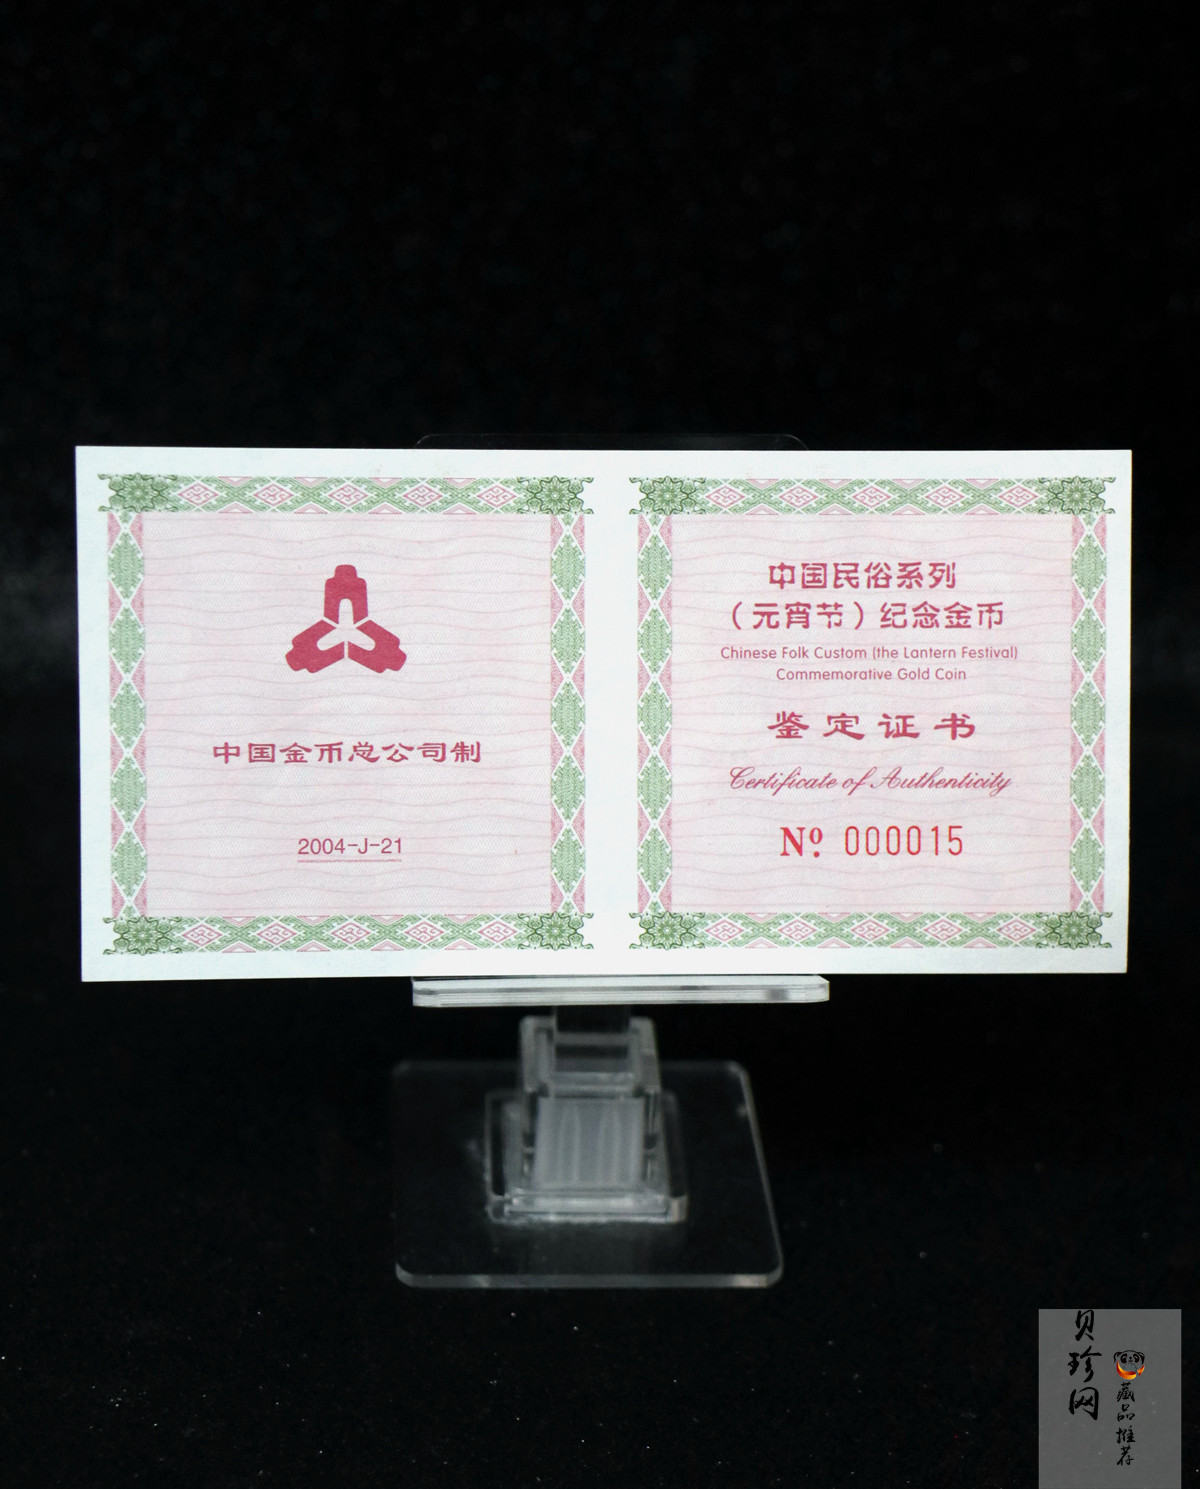 中国金币总公司制
2004-J-21
中国民俗系列
（元宵节）纪念金币
Chinese Folk Custom (the Lantern Festival)
Commemorative Gold Coin
鉴定证书
Certificate of Authenticity
Nº 000015
贝珍网
藏品推荐